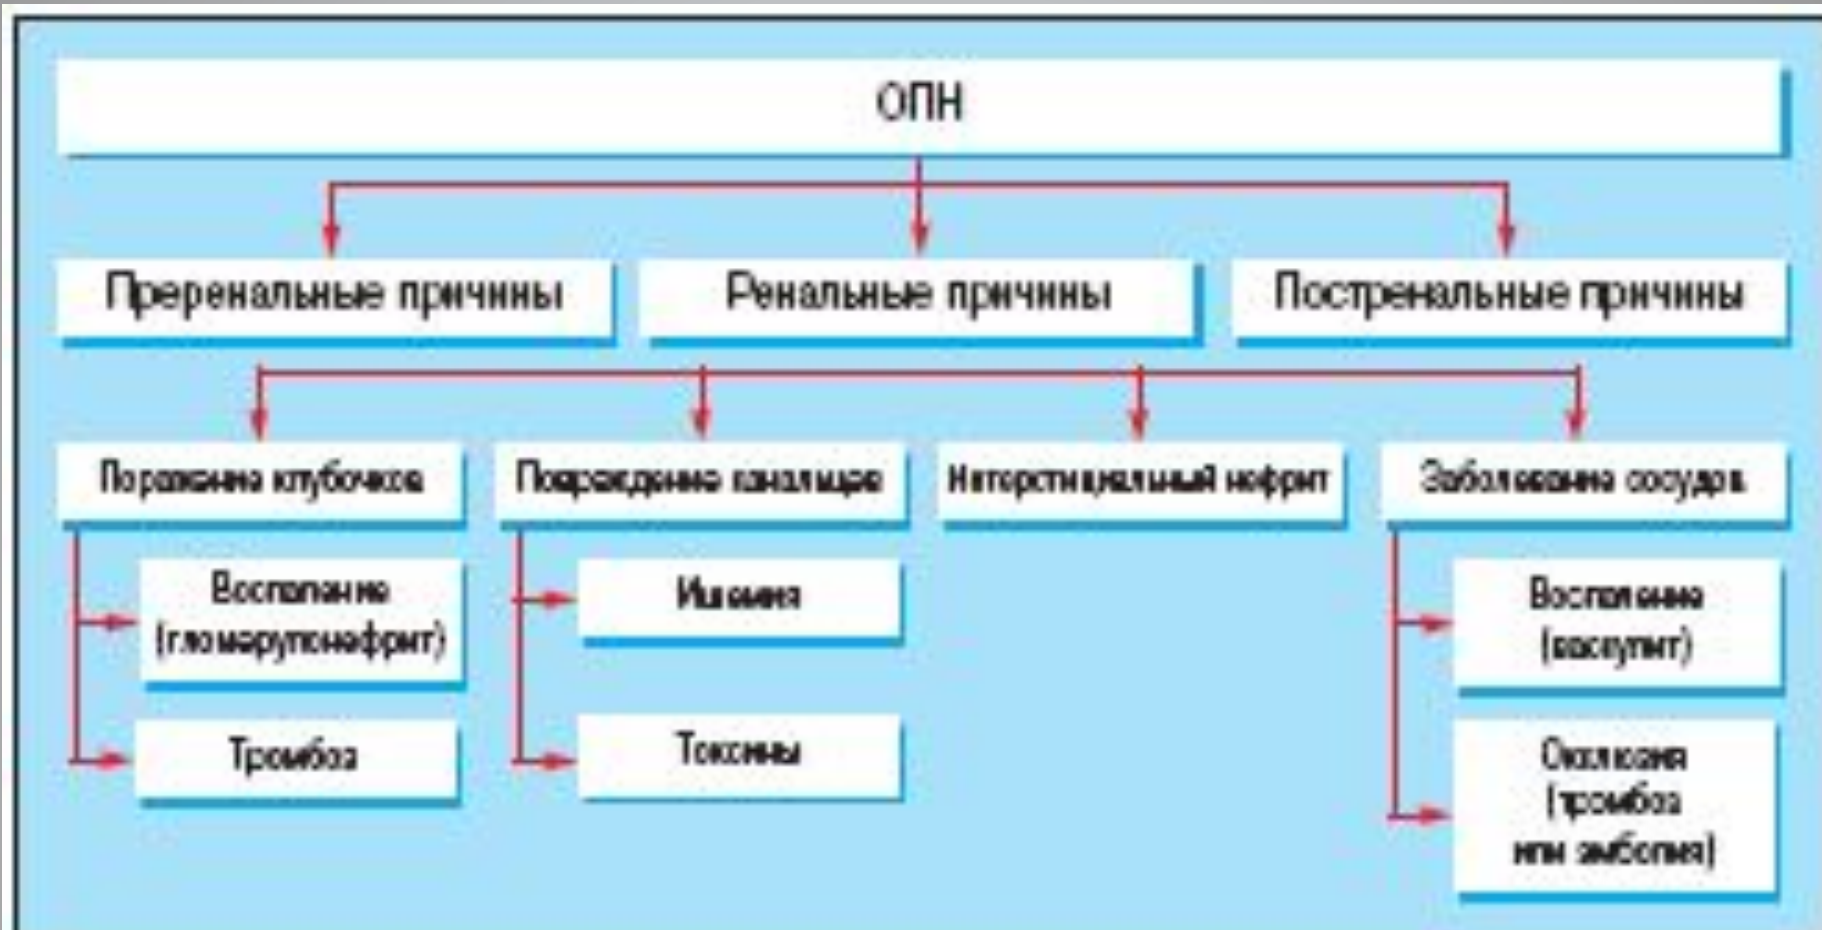 ОПН
Преренальные причины
Ренальные причины
Постренальные причины
Поражение клубочков
Повреждение канальцев
Интерстициальный нефрит
Заболевание сосудов
Воспаление
(гломерулонефрит)
Ишемия
Воспаление
(васкулит)
Тромбоз
Токсины
Окклюзия
(тромбоз
или эмболия)